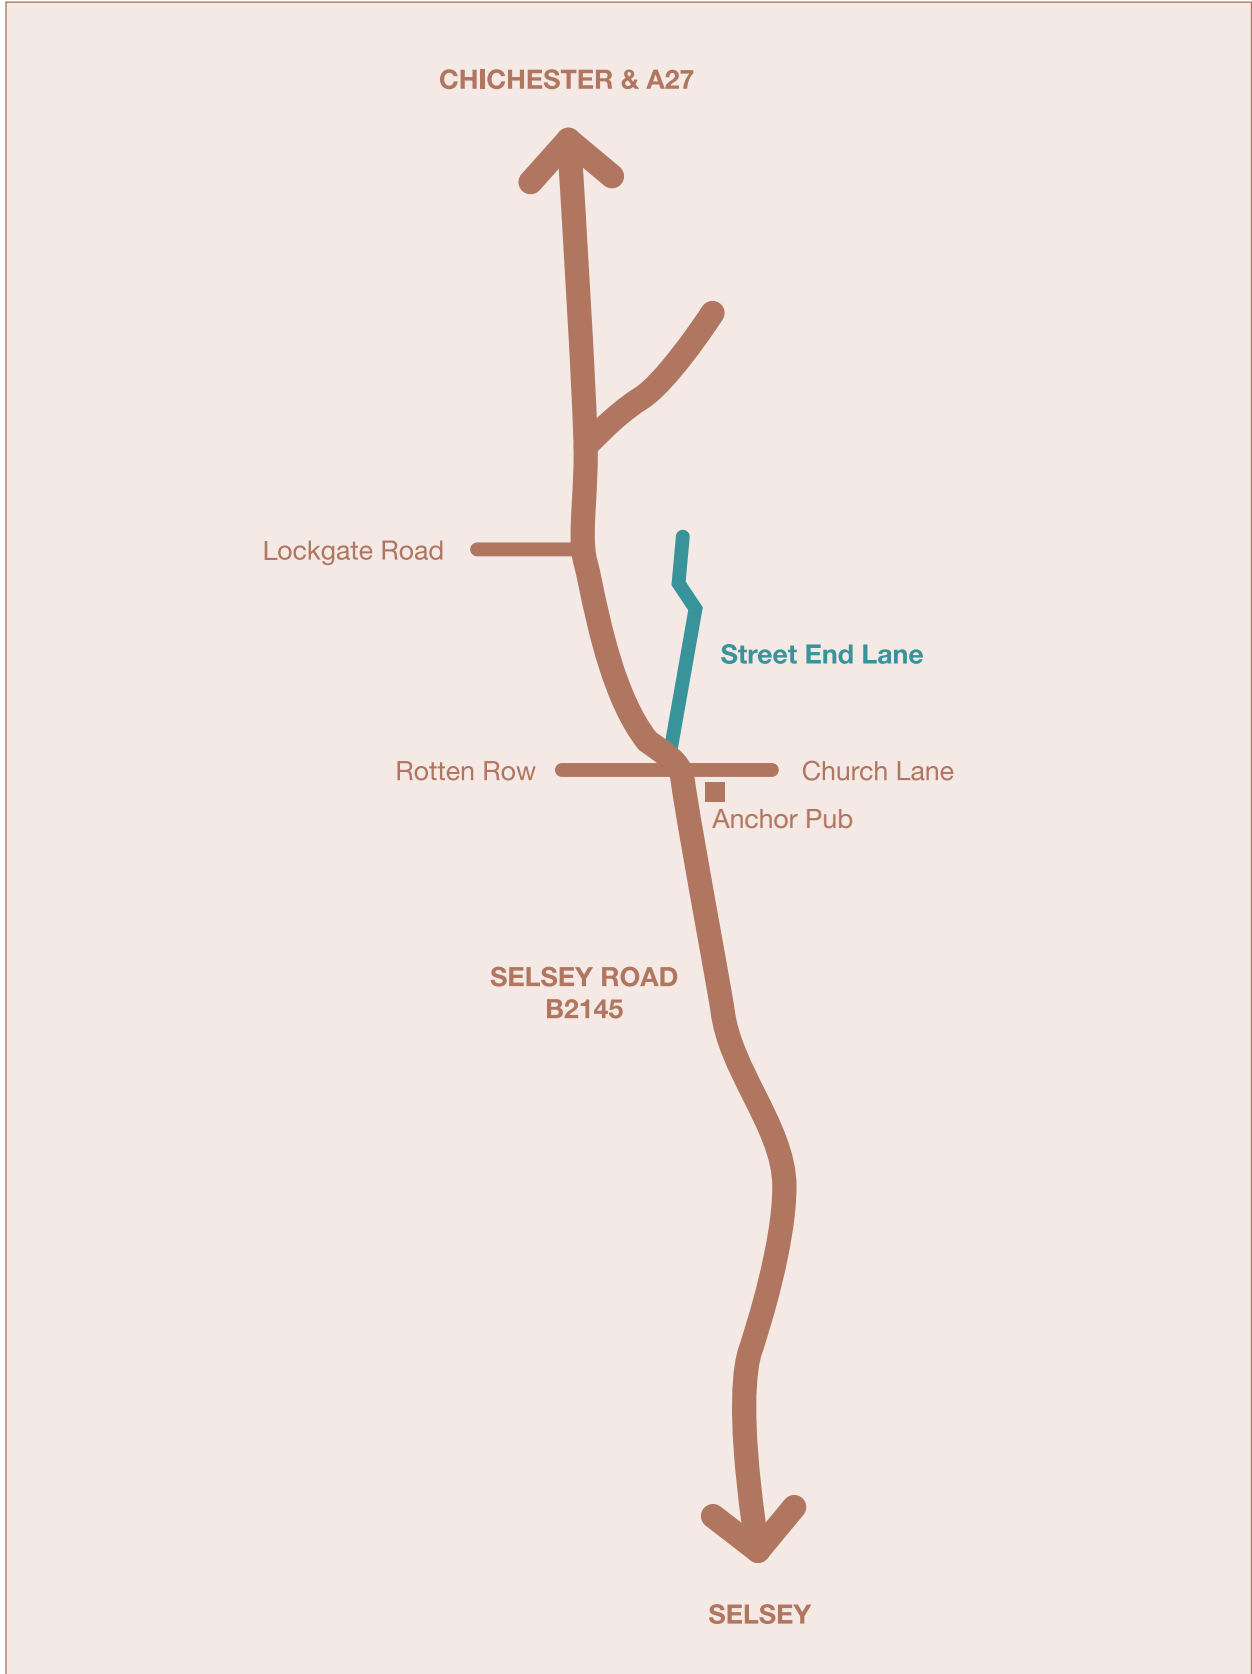 CHICHESTER & A27
Lockgate Road
Street End Lane
Rotten Row
Church Lane
Anchor Pub
SELSEY ROAD
B2145
SELSEY